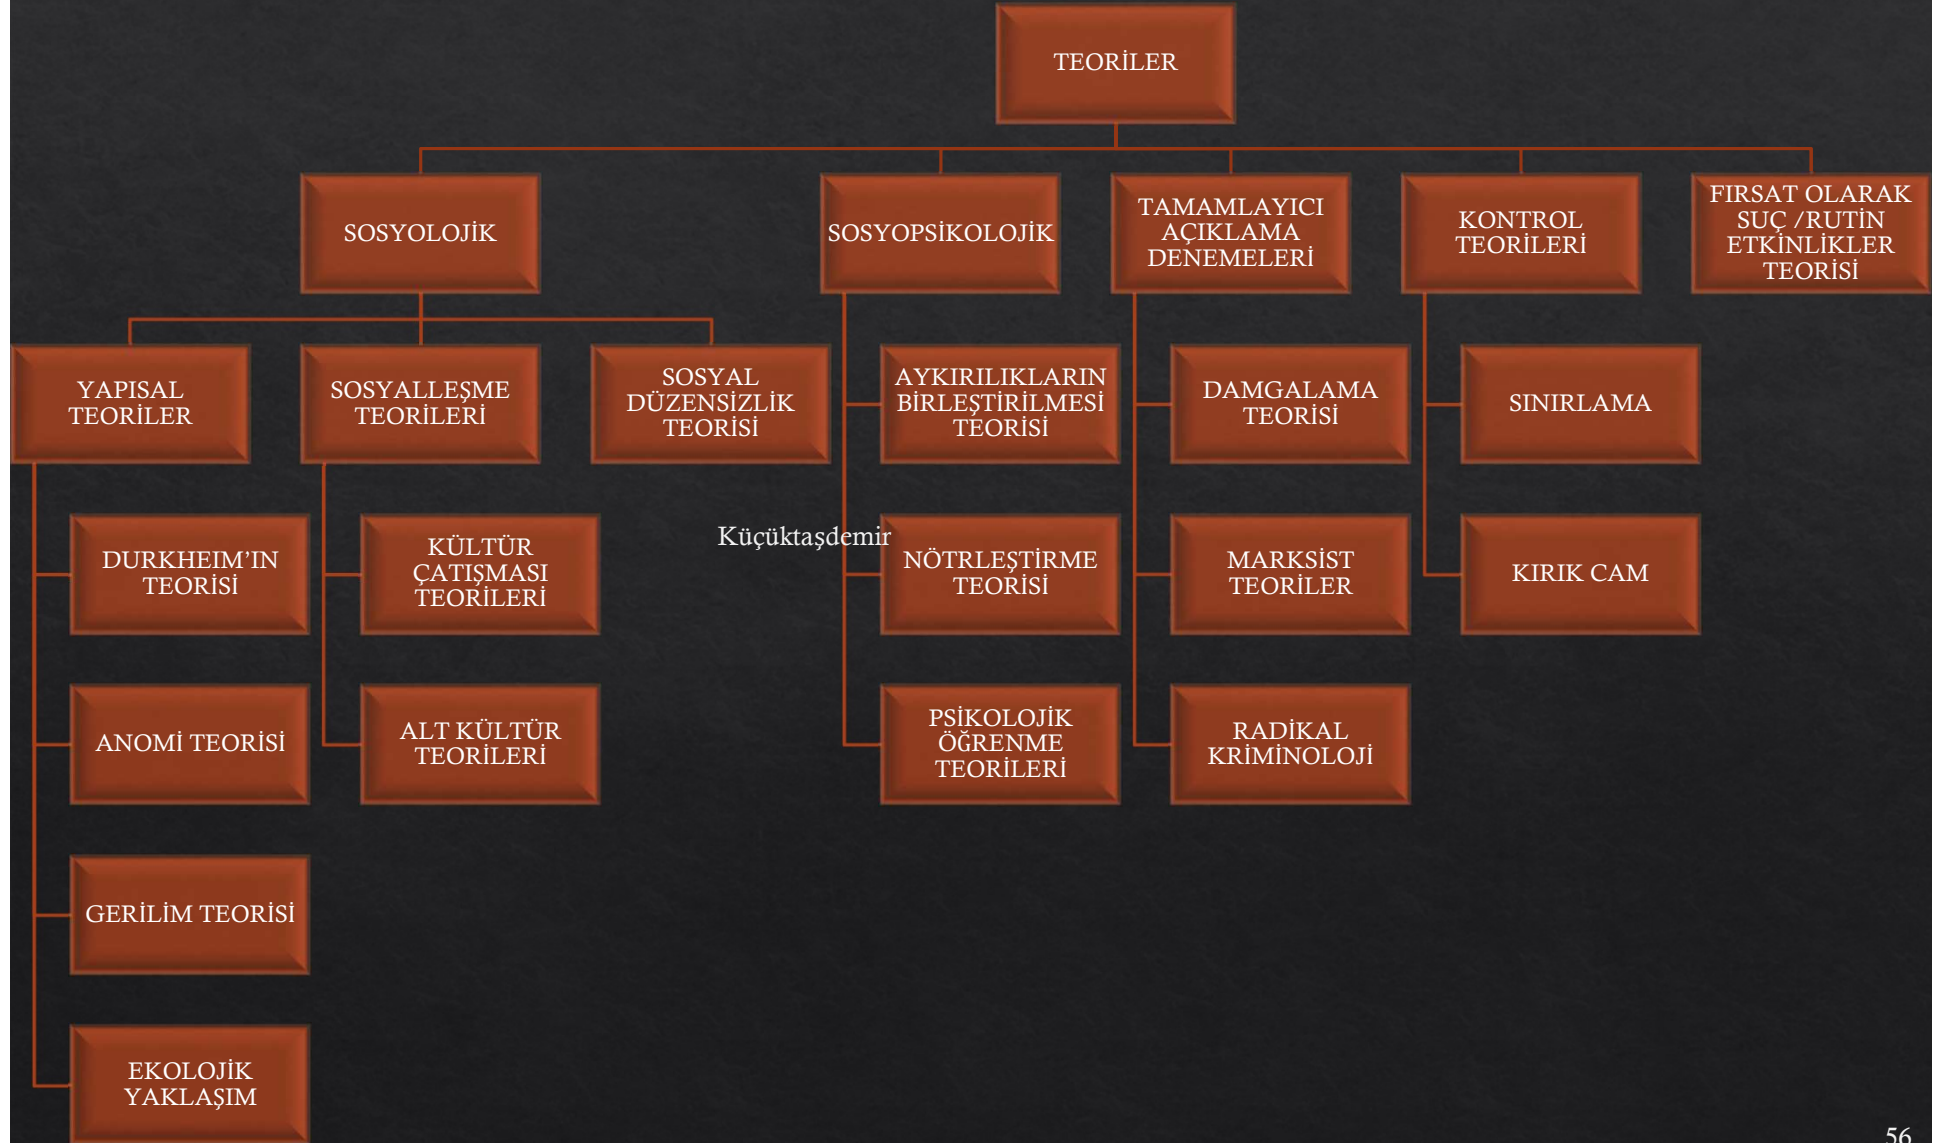 TEORİLER
SOSYOLOJİK
SOSYOPSİKOLOJİK
TAMAMLAYICI
AÇIKLAMA
DENEMELERİ
KONTROL
TEORİLERİ
FIRSAT OLARAK
SUÇ /RUTİN
ETKİNLİKLER
TEORİSİ
YAPISAL
TEORİLER
SOSYALLEŞME
TEORİLERİ
SOSYAL
DÜZENSİZLİK
TEORİSİ
AYKIRILIKLARIN
BİRLEŞTİRİLMESİ
TEORİSİ
DAMGALAMA
TEORİSİ
SINIRLAMA
DURKHEIM’IN
TEORİSİ
KÜLTÜR
ÇATIŞMASI
TEORİLERİ
Küçüktaşdemir
NÖTRLEŞTİRME
TEORİSİ
MARKSİST
TEORİLER
KIRIK CAM
ANOMİ TEORİSİ
ALT KÜLTÜR
TEORİLERİ
PSİKOLOJİK
ÖĞRENME
TEORİLERİ
RADİKAL
KRİMİNOLOJİ
GERİLİM TEORİSİ
EKOLOJİK
YAKLAŞIM
56